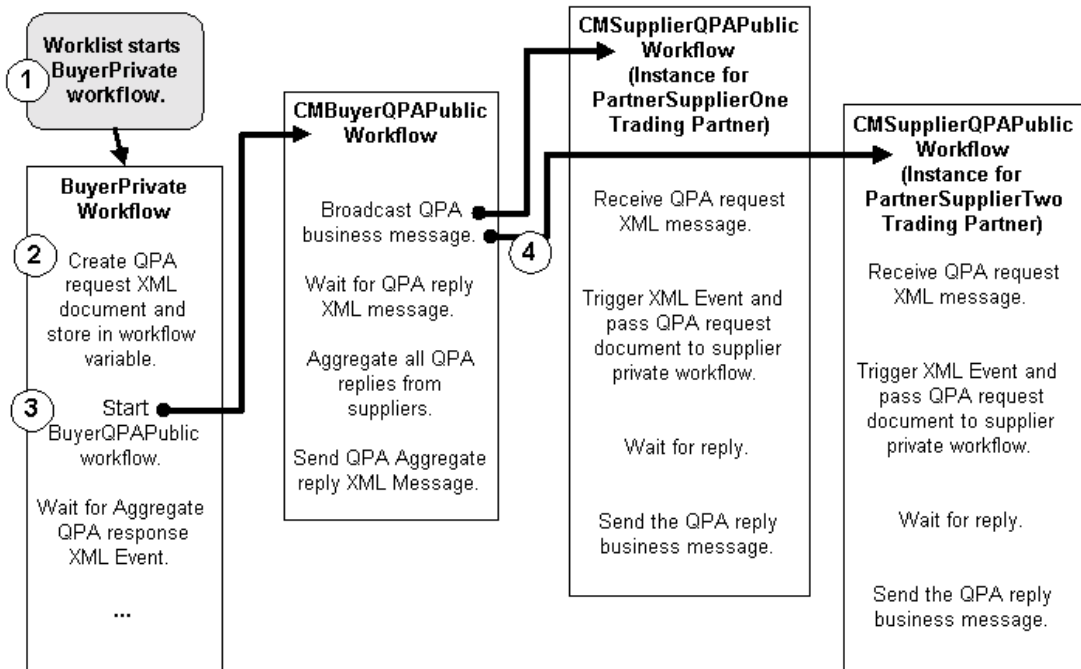 1
Worklist starts
BuyerPrivate
workflow.
BuyerPrivate
Workflow
2
Create QPA
request XML
document and
store in workflow
variable.
3
Start
BuyerQPAPublic
workflow.
Wait for Aggregate
QPA response
XML Event.
...
CMBuyerQPAPublic
Workflow
Broadcast QPA
business message.
4
Wait for QPA reply
XML message.
Aggregate all QPA
replies from
suppliers.
Send QPA Aggregate
reply XML Message.
CMSupplierQPAPublic
Workflow
(Instance for
PartnerSupplierOne
Trading Partner)
Receive QPA request
XML message.
Trigger XML Event and
pass QPA request
document to supplier
private workflow.
Wait for reply.
Send the QPA reply
business message.
CMSupplierQPAPublic
Workflow
(Instance for
PartnerSupplierTwo
Trading Partner)
Receive QPA request
XML message.
Trigger XML Event and
pass QPA request
document to supplier
private workflow.
Wait for reply.
Send the QPA reply
business message.